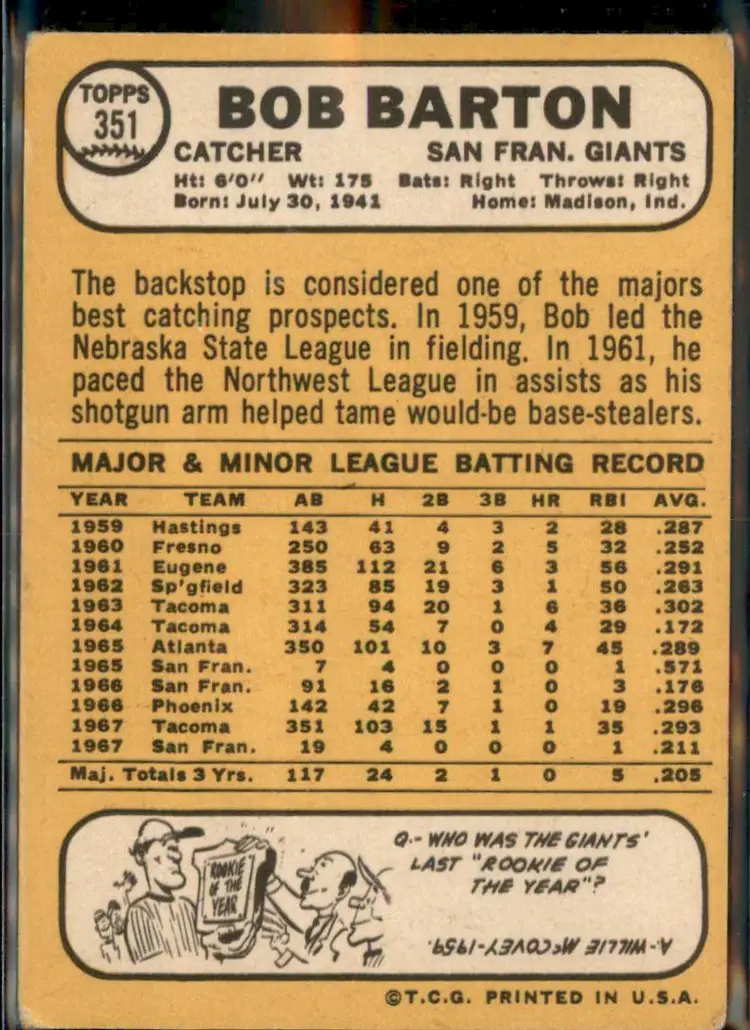 TOPPS
351
BOB BARTON
CATCHER SAN FRAN. GIANTS
Ht: 6'0" Wt: 175 Bats: Right Throws: Right
Born: July 30, 1941 Home: Madison, Ind.
The backstop is considered one of the majors
best catching prospects. In 1959, Bob led the
Nebraska State League in fielding. In 1961, he
paced the Northwest League in assists as his
shotgun arm helped tame would-be base-stealers.
MAJOR & MINOR LEAGUE BATTING RECORD
YEAR TEAM AB H 2B 3B HR RBI AVG.
1959 Hastings 143 41 4 3 2 28 .287
1960 Fresno 250 63 9 2 5 32 .252
1961 Eugene 385 112 21 6 3 56 .291
1962 Sp'gfield 323 85 19 3 1 50 .263
1963 Tacoma 311 94 20 1 6 36 .302
1964 Tacoma 314 54 7 0 4 29 .172
1965 Atlanta 350 101 10 3 7 45 .289
1965 San Fran. 7 4 0 0 0 1 .571
1966 San Fran. 91 16 2 1 0 3 .176
1966 Phoenix 142 42 7 1 0 19 .296
1967 Tacoma 351 103 15 1 1 35 .293
1967 San Fran. 19 4 0 0 0 1 .211
Maj. Totals 3 Yrs. 117 24 2 1 0 5 .205
ROOKIE
OF THE
YEAR
Q.- WHO WAS THE GIANTS'
LAST "ROOKIE OF
THE YEAR"?
A-WILLIE McCOVEY-1959.
©T.C.G. PRINTED IN U.S.A.